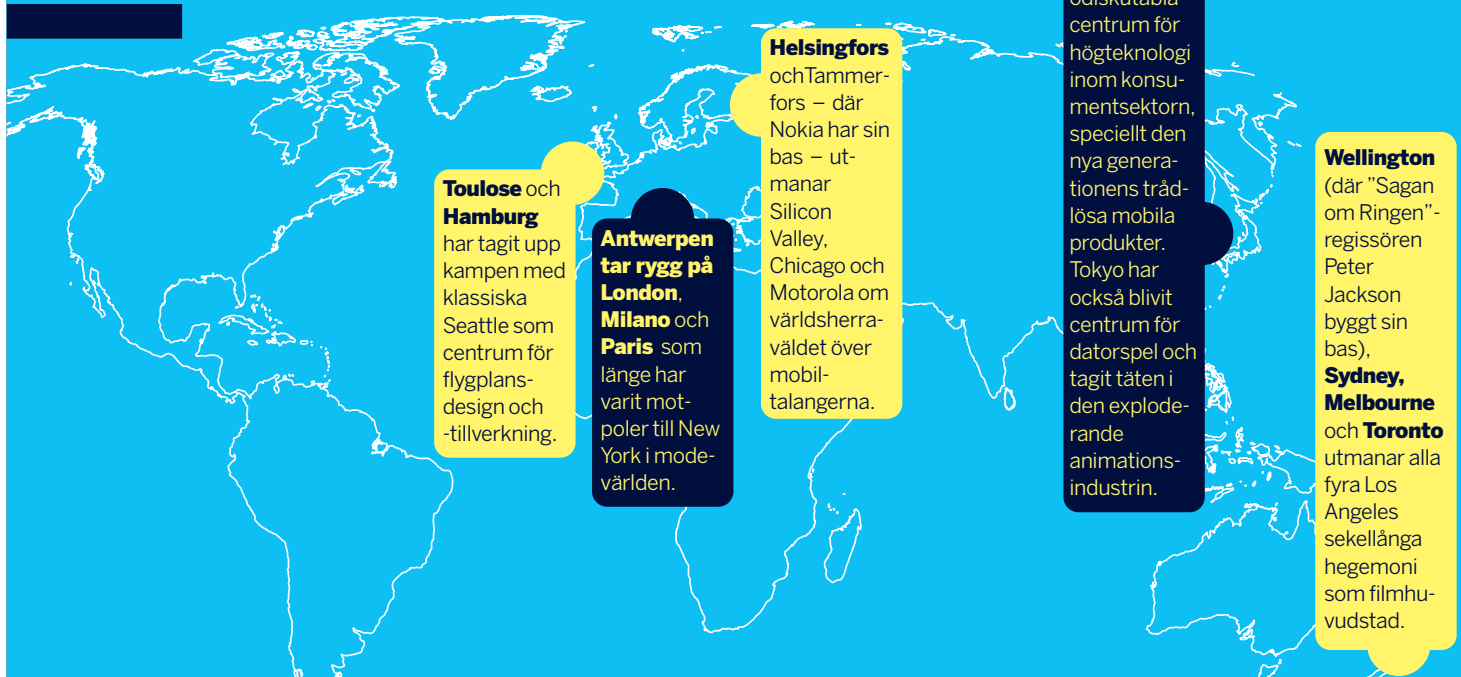 Toulose och
Hamburg
har tagit upp
kampen med
klassiska
Seattle som
centrum för
flygplans-
design och
-tillverkning.
Antwerpen
tar rygg på
London,
Milano och
Paris som
länge har
varit mot-
poler till New
York i mode-
världen.
Helsingfors
ochTammer-
fors – där
Nokia har sin
bas – ut-
manar
Silicon
Valley,
Chicago och
Motorola om
världsherra-
väldet över
mobil-
talangerna.
odiskutabla
centrum för
högteknologi
inom konsu-
mentsektorn,
speciellt den
nya genera-
tionens tråd-
lösa mobila
produkter.
Tokyo har
också blivit
centrum för
datorspel och
tagit täten i
den explode-
rande
animations-
industrin.
Wellington
(där ”Sagan
om Ringen”-
regissören
Peter
Jackson
byggt sin
bas),
Sydney,
Melbourne
och Toronto
utmanar alla
fyra Los
Angeles
sekellånga
hegemoni
som filmhu-
vudstad.